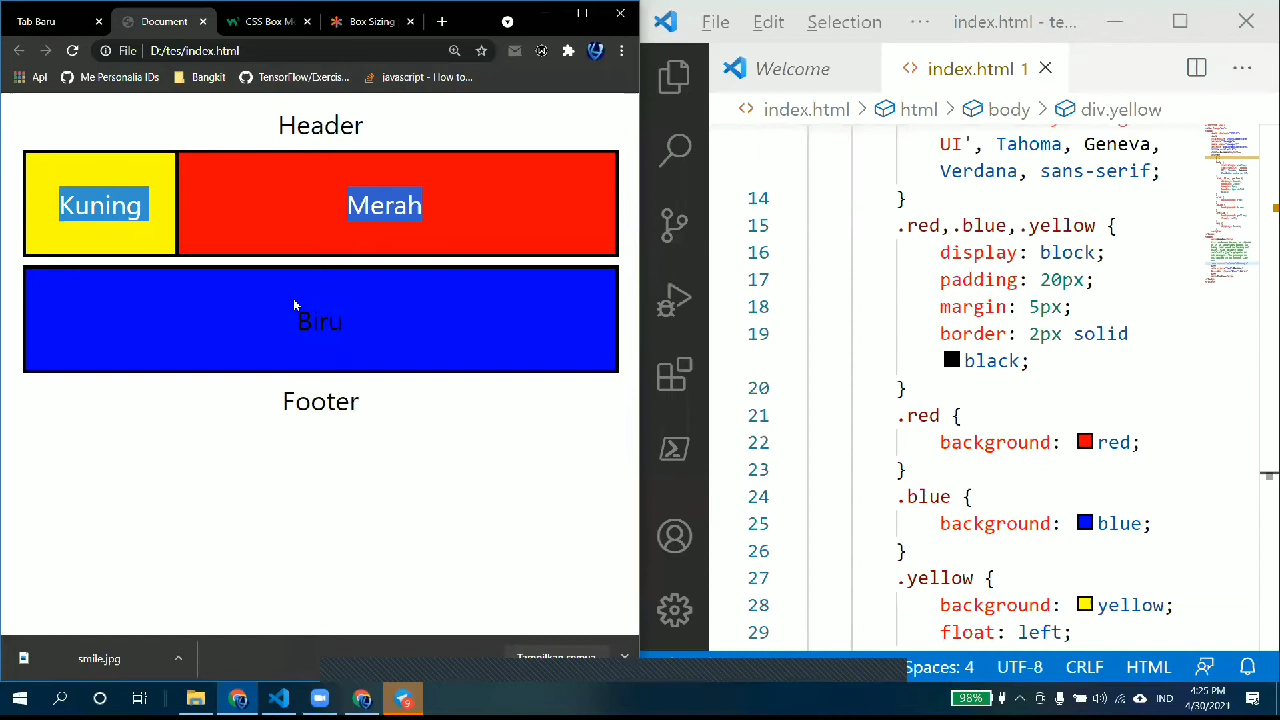 Tab Baru
Document
CSS Box M
Box Sizing
File
D:/tes/index.html
Apl
Me Personalia IDs
Bangkit
TensorFlow/Exercis...
javascript - How to...
Header
Kuning
Merah
Biru
Footer
smile.jpg
File Edit Selection ··· index.html - te...
Welcome
index.html 1
index.html > html > body > div.yellow
UI', Tahoma, Geneva,
Verdana, sans-serif;
14 }
15 .red,.blue,.yellow {
16 display: block;
17 padding: 20px;
18 margin: 5px;
19 border: 2px solid
black;
20 }
21 .red {
22 background: red;
23 }
24 .blue {
25 background: blue;
26 }
27 .yellow {
28 background: yellow;
29 float: left;
Spaces: 4 UTF-8 CRLF HTML
98%
IND
4:25 PM
4/30/2021